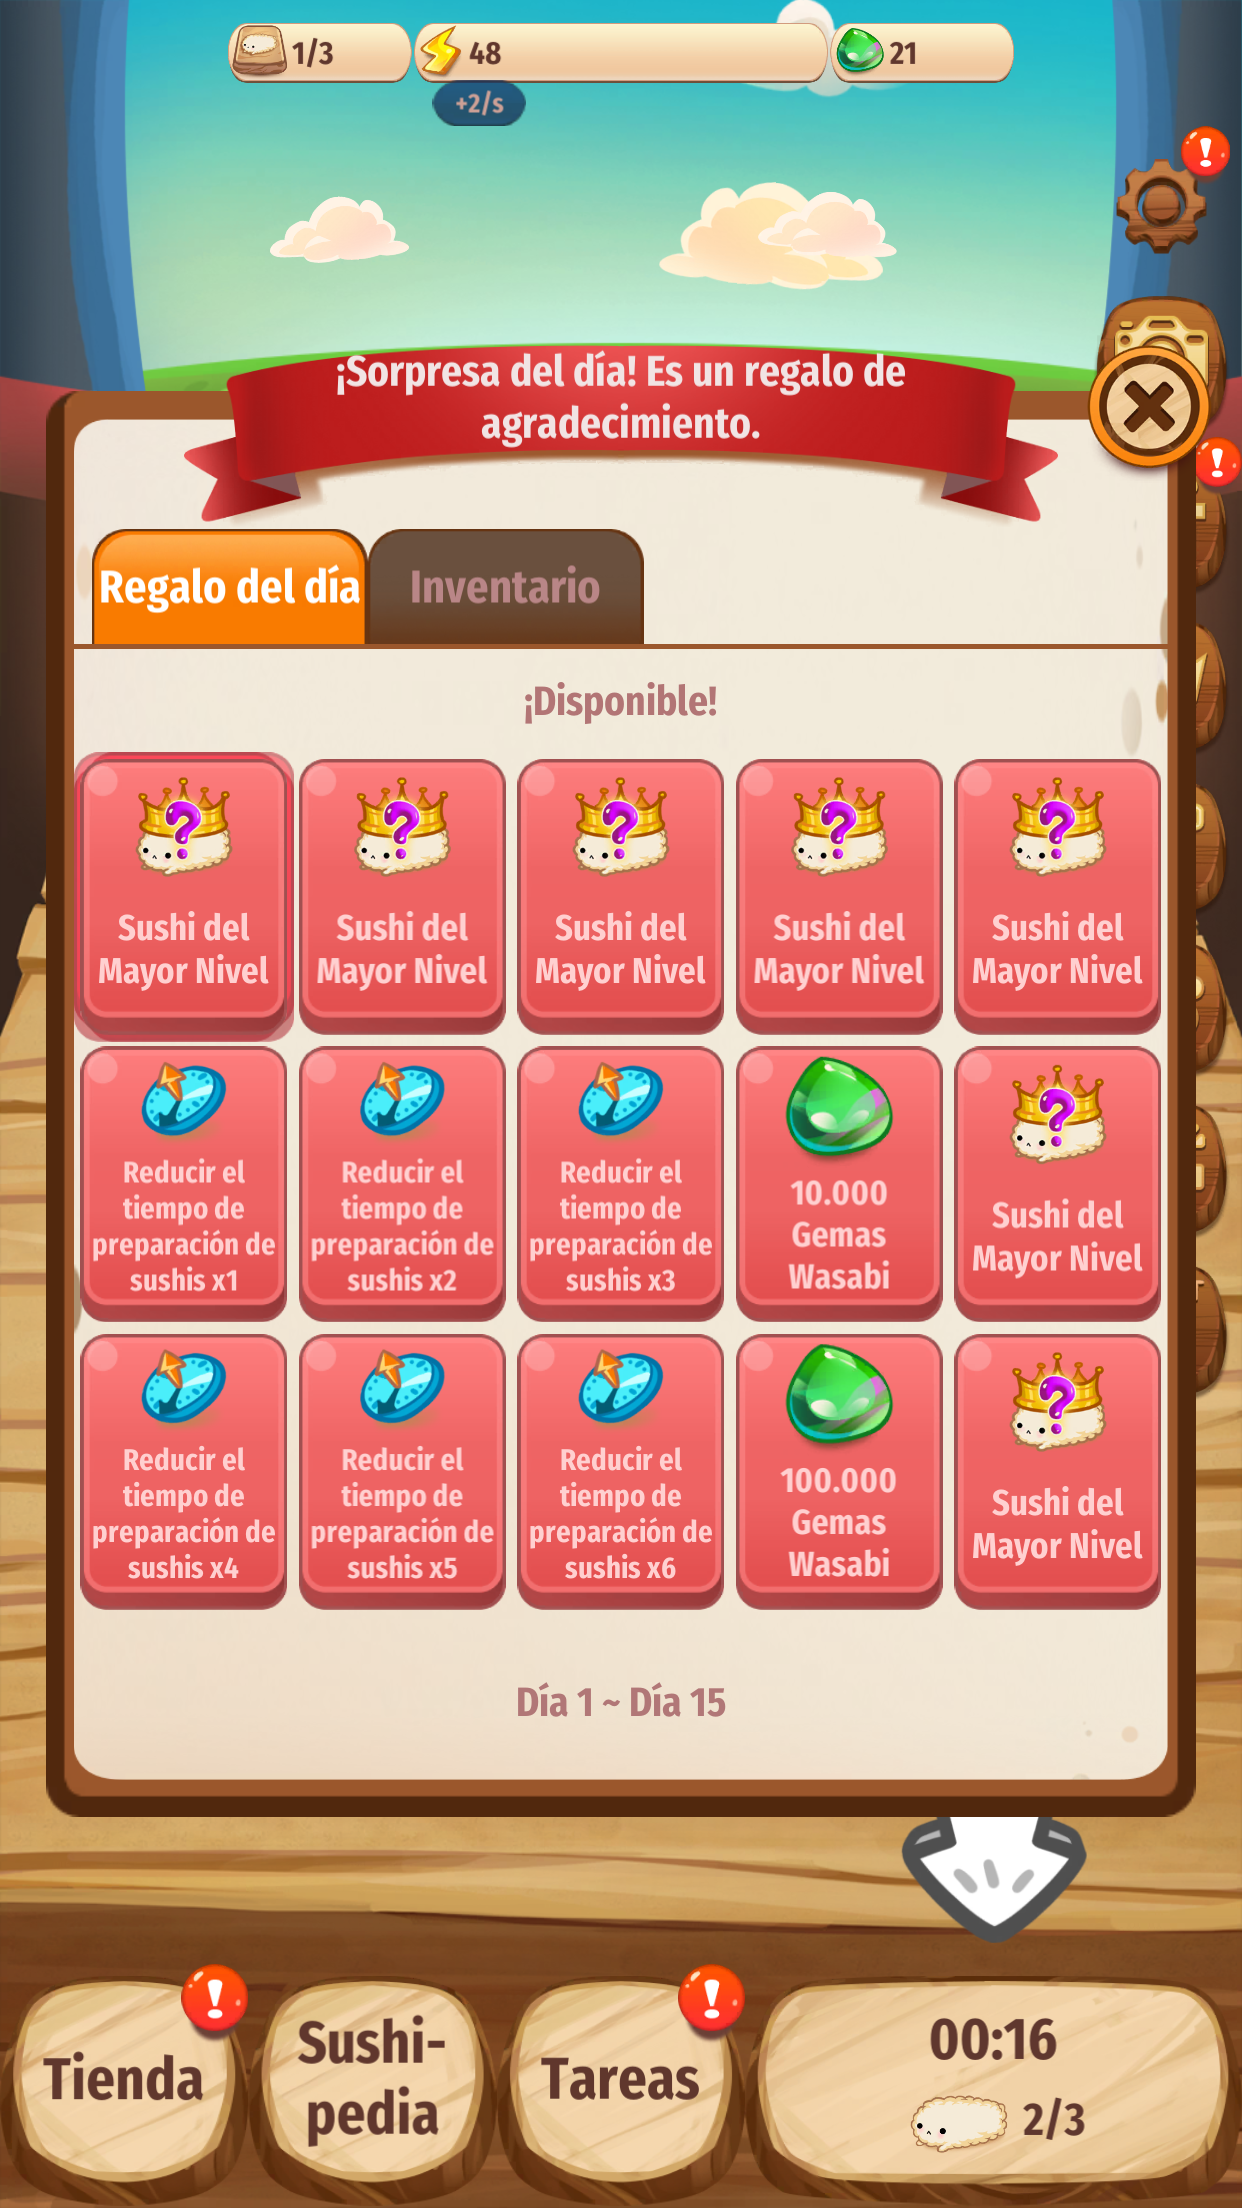 1/3
48
21
+2/s
¡Sorpresa del día! Es un regalo de
agradecimiento.
Regalo del día
Inventario
¡Disponible!
Sushi del
Mayor Nivel
Sushi del
Mayor Nivel
Sushi del
Mayor Nivel
Sushi del
Mayor Nivel
Sushi del
Mayor Nivel
Reducir el
tiempo de
preparación de
sushis x1
Reducir el
tiempo de
preparación de
sushis x2
Reducir el
tiempo de
preparación de
sushis x3
10.000
Gemas
Wasabi
Sushi del
Mayor Nivel
Reducir el
tiempo de
preparación de
sushis x4
Reducir el
tiempo de
preparación de
sushis x5
Reducir el
tiempo de
preparación de
sushis x6
100.000
Gemas
Wasabi
Sushi del
Mayor Nivel
Día 1 ~ Día 15
Tienda
Sushi-
pedia
Tareas
00:16
2/3